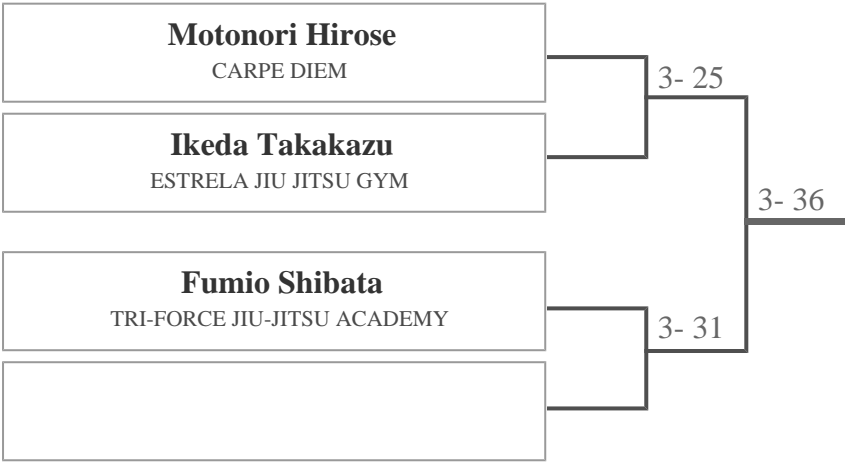 Motonori Hirose
CARPE DIEM
3- 25
Ikeda Takakazu
ESTRELA JIU JITSU GYM
3- 36
Fumio Shibata
TRI-FORCE JIU-JITSU ACADEMY
3- 31